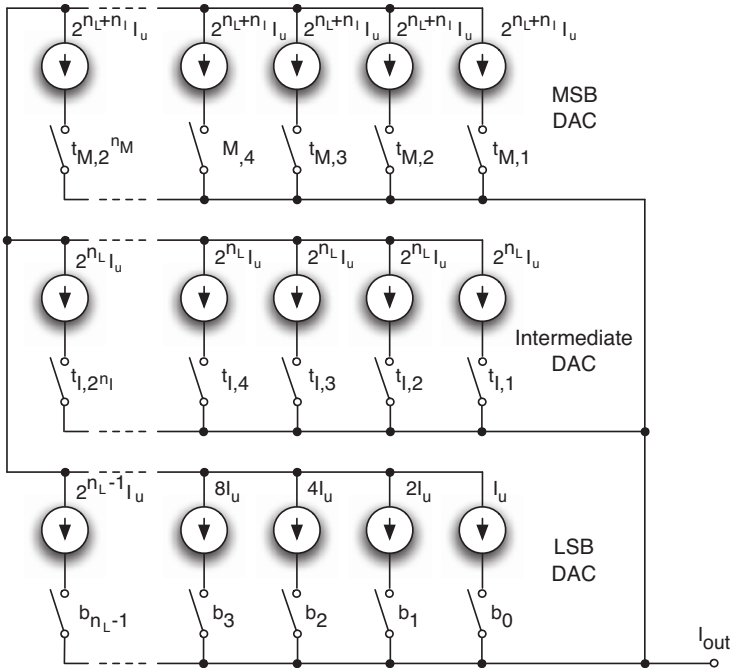 2^{n_L+n_I} I_u 2^{n_L+n_I} I_u 2^{n_L+n_I} I_u 2^{n_L+n_I} I_u 2^{n_L+n_I} I_u
MSB
DAC
t_{M,2^{n_M}} M,4 t_{M,3} t_{M,2} t_{M,1}
2^{n_L} I_u 2^{n_L} I_u 2^{n_L} I_u 2^{n_L} I_u 2^{n_L} I_u
Intermediate
DAC
t_{I,2^{n_I}} t_{I,4} t_{I,3} t_{I,2} t_{I,1}
2^{n_L-1} I_u 8I_u 4I_u 2I_u I_u
LSB
DAC
b_{n_L-1} b_3 b_2 b_1 b_0
I_out